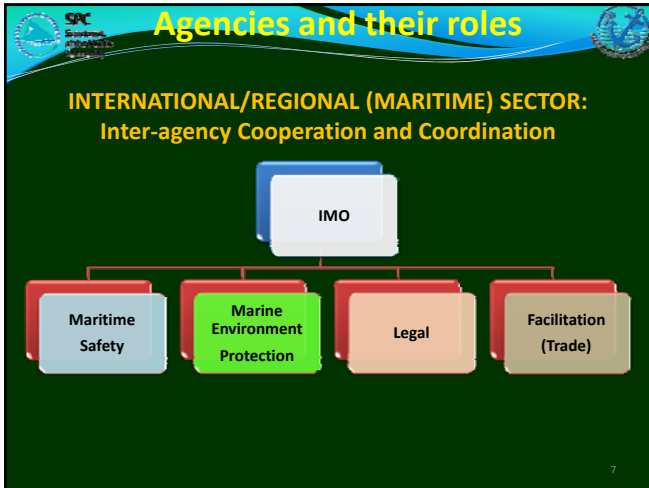 Agencies and their roles
SPC
INTERNATIONAL/REGIONAL (MARITIME) SECTOR:
Inter-agency Cooperation and Coordination
IMO
Maritime
Safety
Marine
Environment
Protection
Legal
Facilitation
(Trade)
7